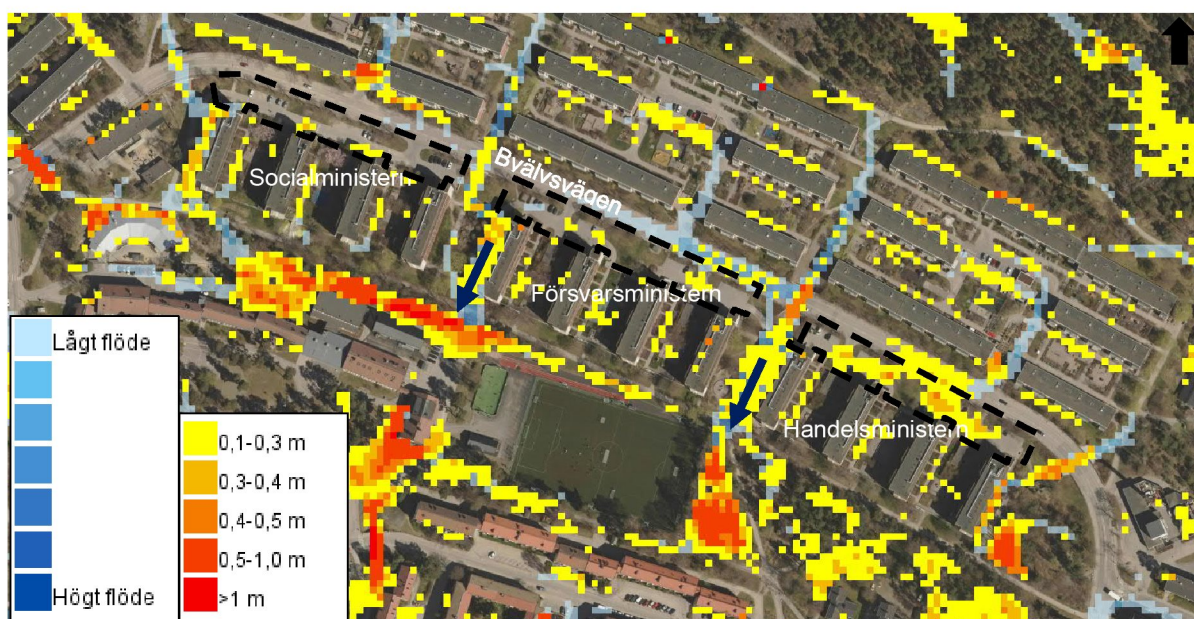 Byälvsvägen
Socialministern
Försvarsministern
Handelsministern
Lågt flöde
Högt flöde
0,1-0,3 m
0,3-0,4 m
0,4-0,5 m
0,5-1,0 m
>1 m